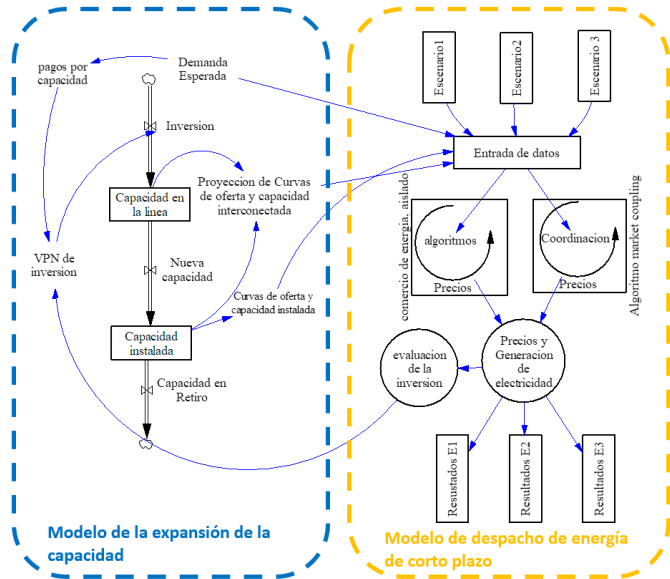 pagos por
capacidad
Demanda
Esperada
Inversion
Capacidad en
la linea
Proyeccion de Curvas
de oferta y capacidad
interconectada
VPN de
inversion
Nueva
capacidad
Curvas de oferta y
capacidad instalada
Capacidad
instalada
Capacidad en
Retiro
Modelo de la expansión de la
capacidad
Escenario1
Escenario2
Escenario 3
Entrada de datos
comercio de energia, aislado
algoritmos
Precios
Coordinacion
Precios
Algoritmo market coupling
evaluacion
de la
inversion
Precios y
Generacion
de
electricidad
Resustados E1
Resultados E2
Resultados E3
Modelo de despacho de energía
de corto plazo